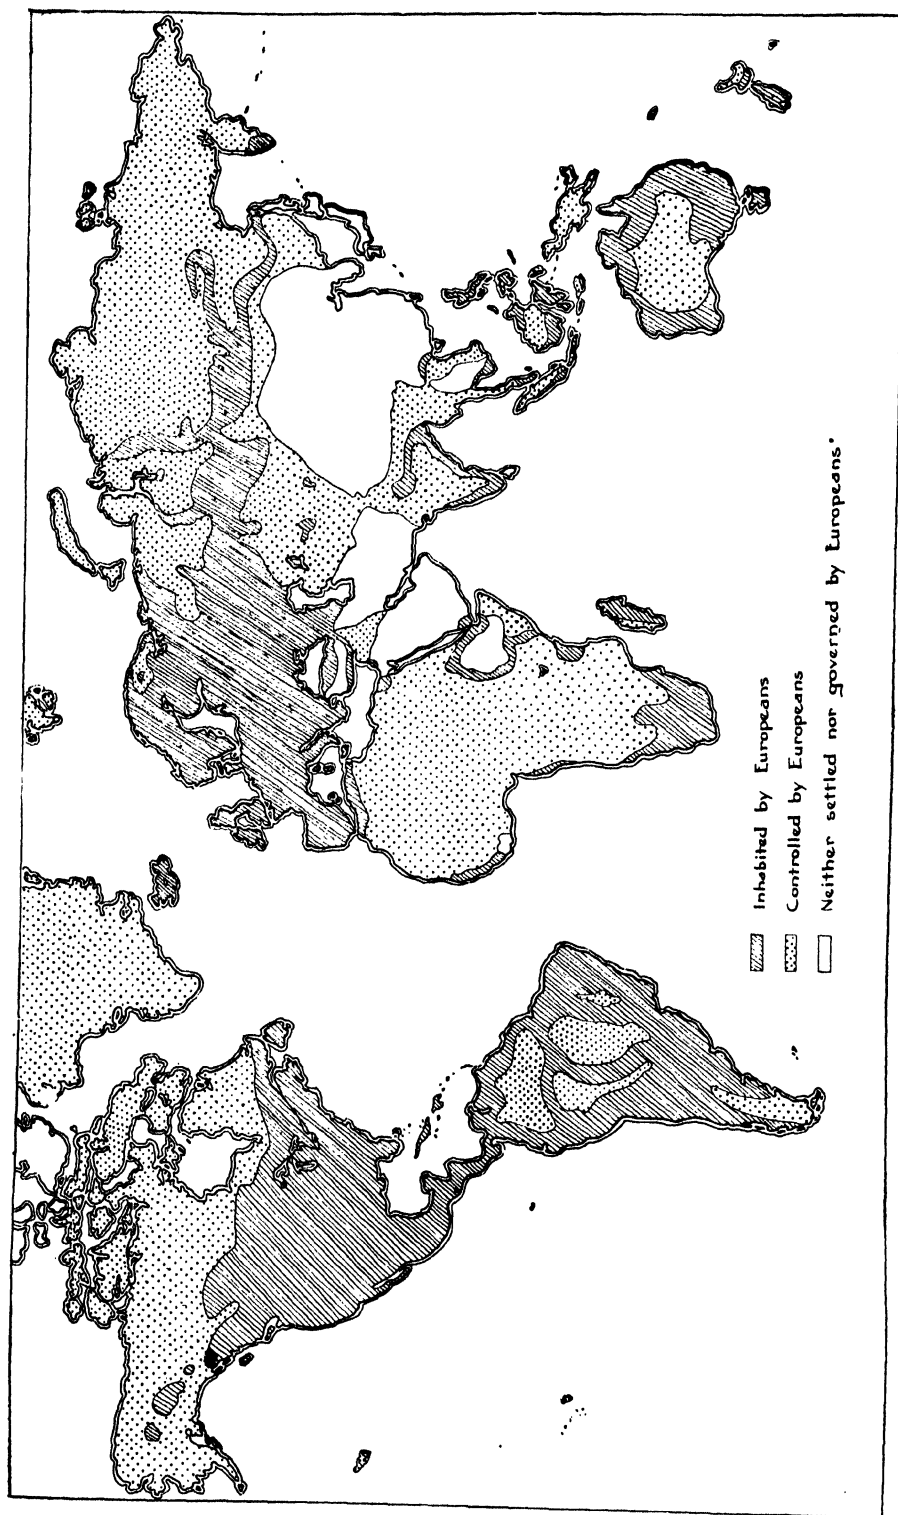 Inhabited by Europeans
Controlled by Europeans
Neither settled nor governed by Europeans.